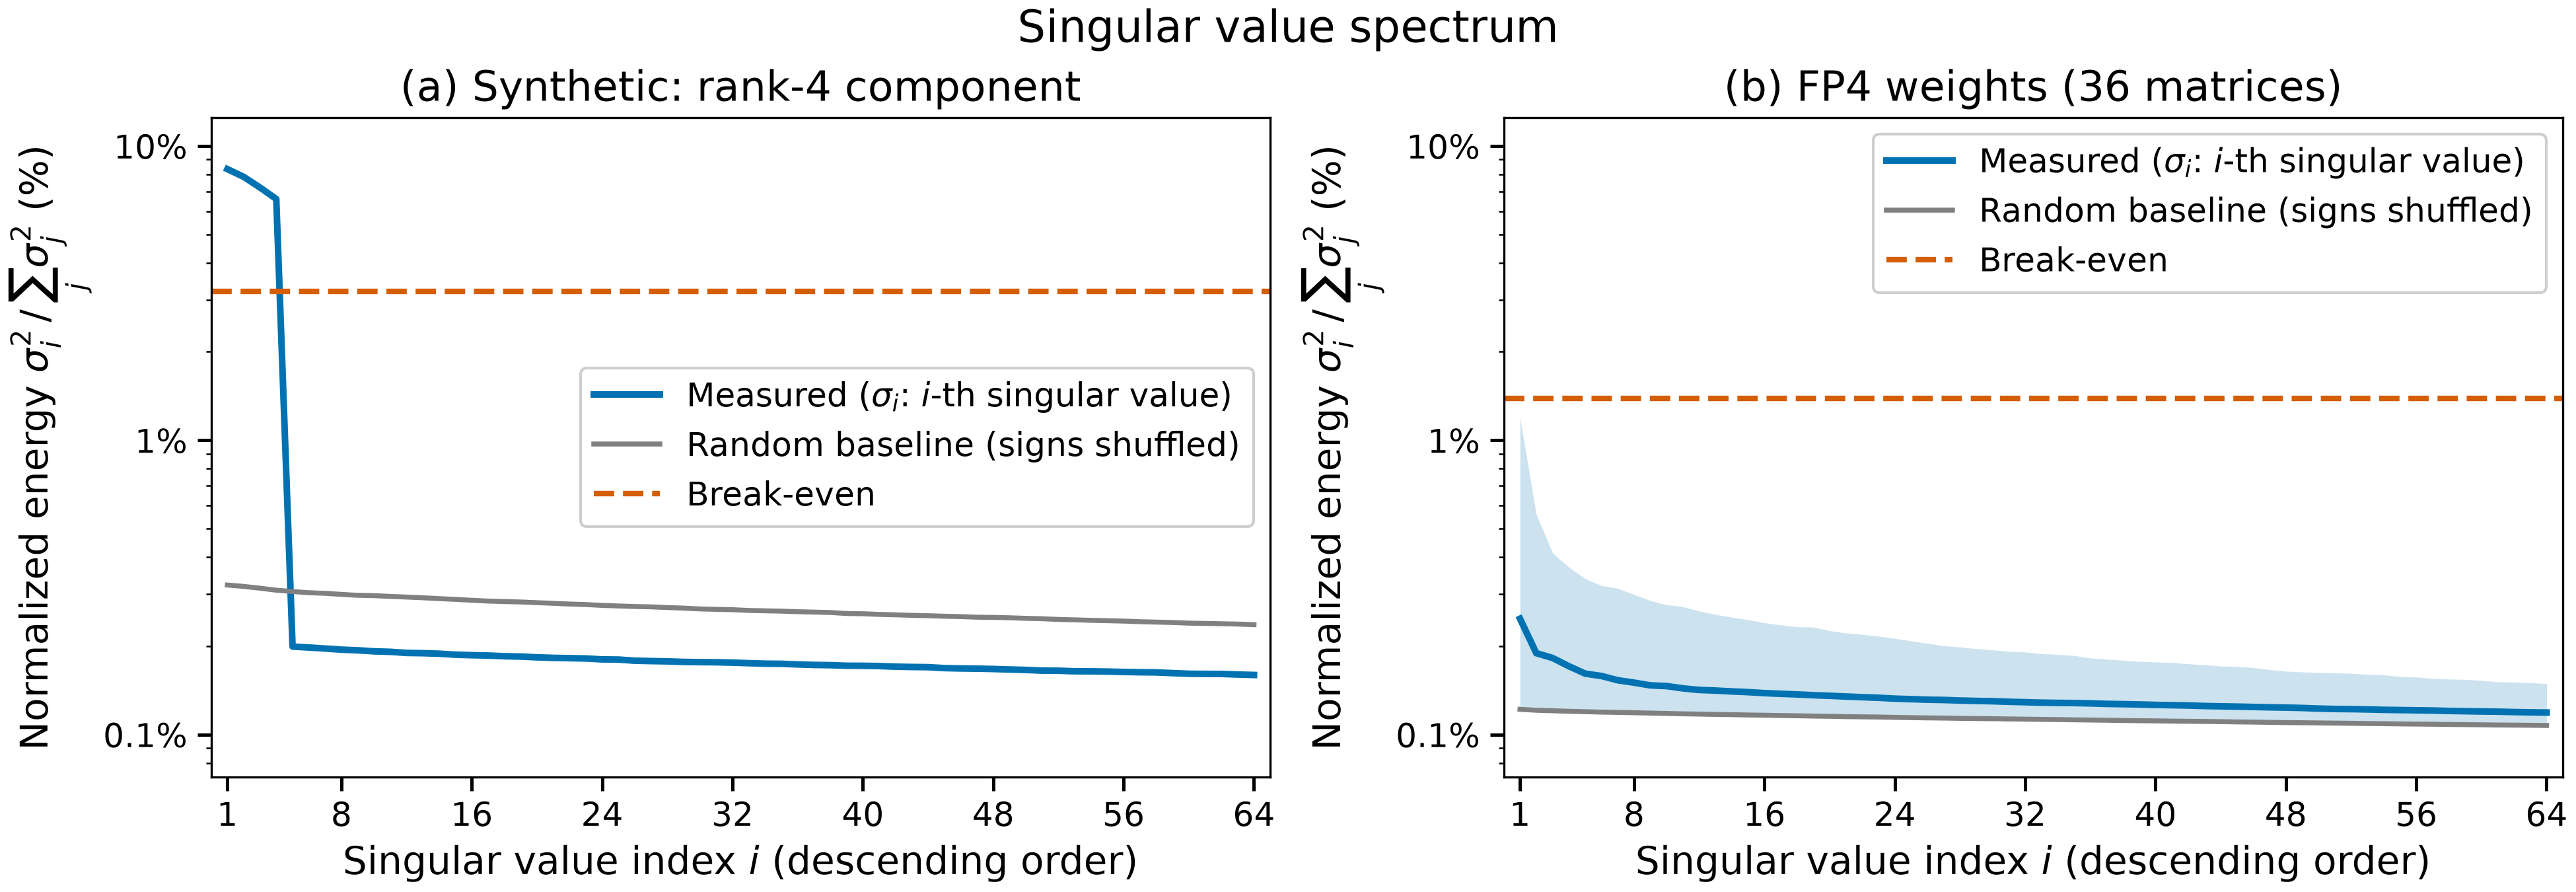 Singular value spectrum
(a) Synthetic: rank-4 component
Normalized energy σᵢ² / ∑ⱼ σⱼ² (%)
10%
1%
0.1%
Measured (σᵢ: i-th singular value)
Random baseline (signs shuffled)
Break-even
1 8 16 24 32 40 48 56 64
Singular value index i (descending order)
(b) FP4 weights (36 matrices)
Normalized energy σᵢ² / ∑ⱼ σⱼ² (%)
10%
1%
0.1%
Measured (σᵢ: i-th singular value)
Random baseline (signs shuffled)
Break-even
1 8 16 24 32 40 48 56 64
Singular value index i (descending order)